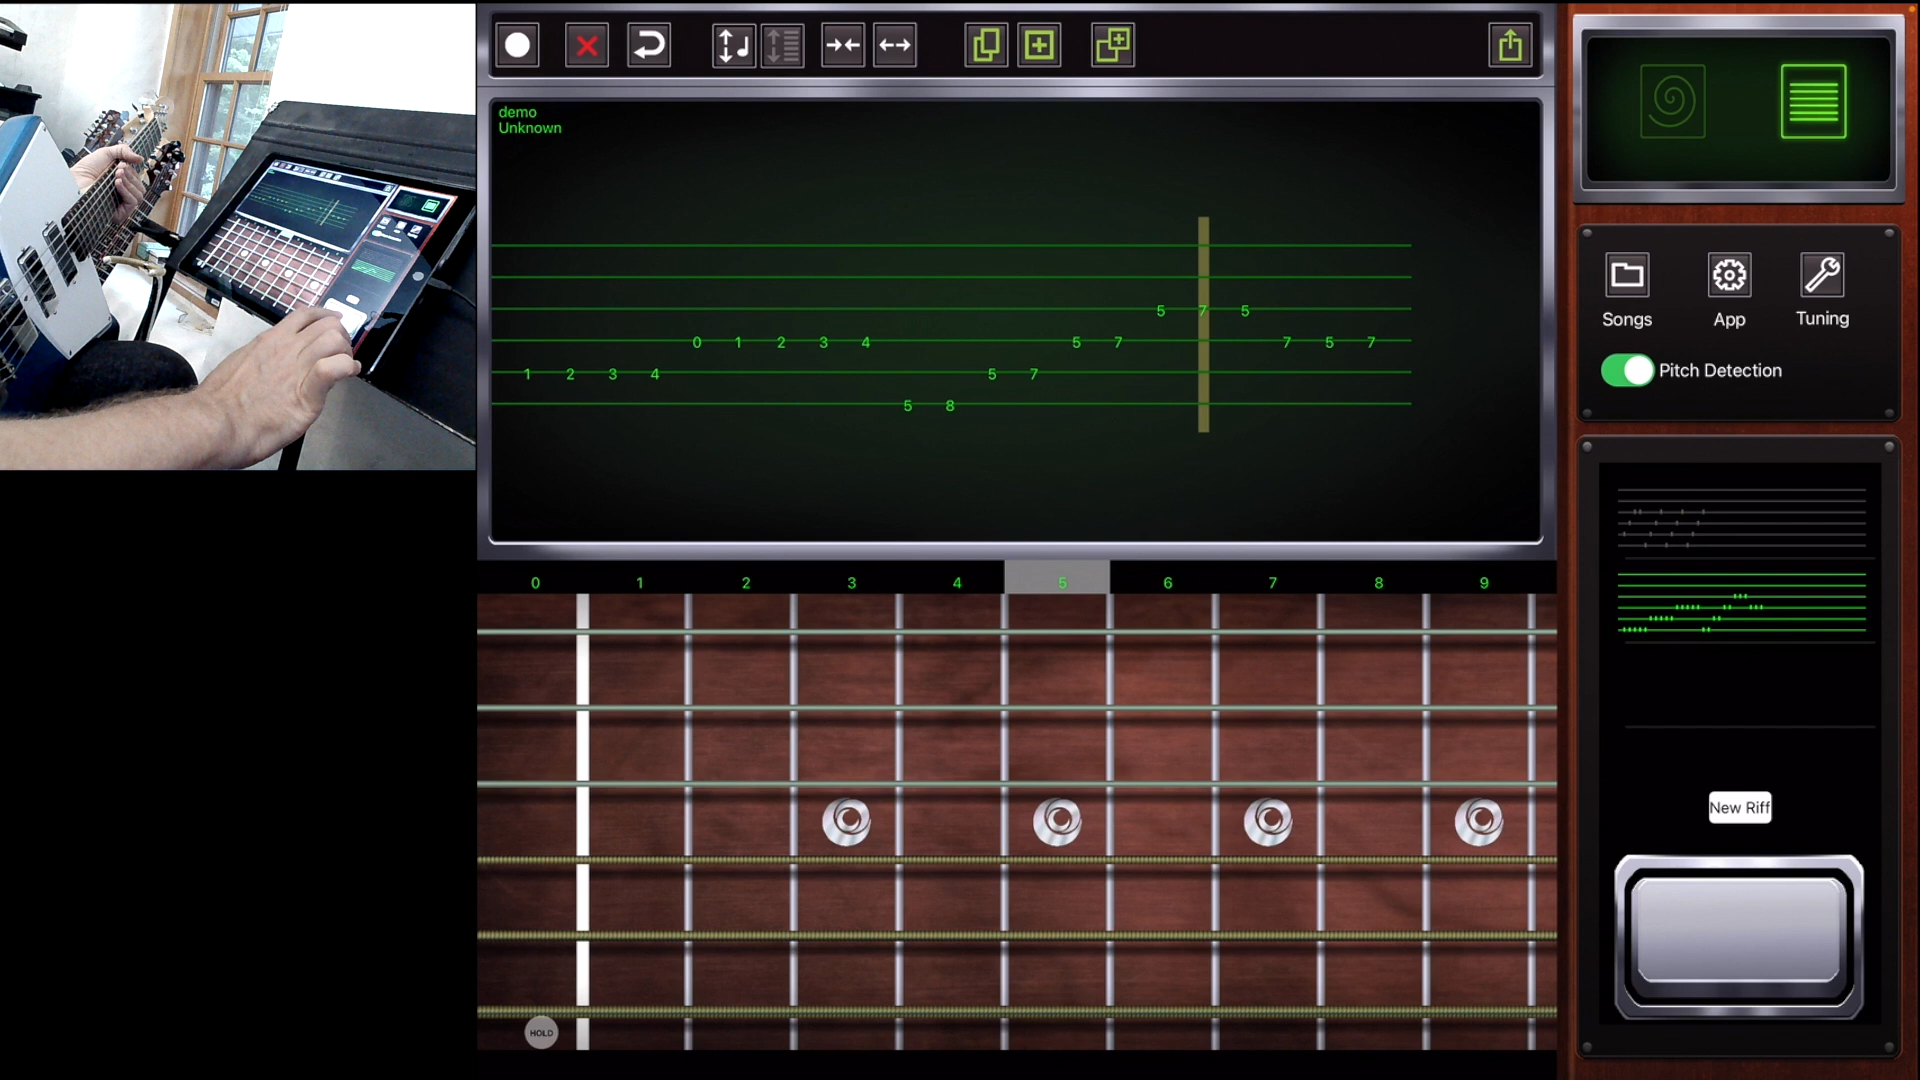 demo
Unknown
5 7 5
0 1 2 3 4 5 7 7 5 7
1 2 3 4 5 7
5 8
0 1 2 3 4 5 6 7 8 9
HOLD
Songs
App
Tuning
Pitch Detection
New Riff